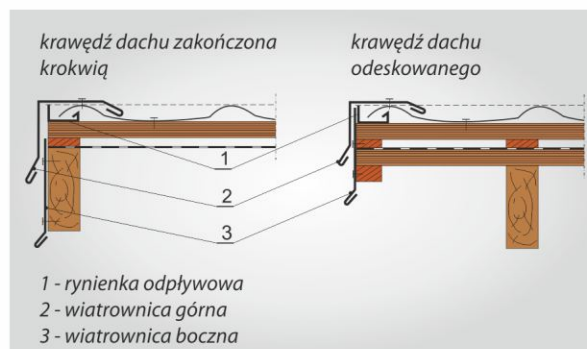 krawędź dachu zakończona
krokwią
krawędź dachu
odeskowanego
1
2
3
1 - rynienka odpływowa
2 - wiatrownica górna
3 - wiatrownica boczna